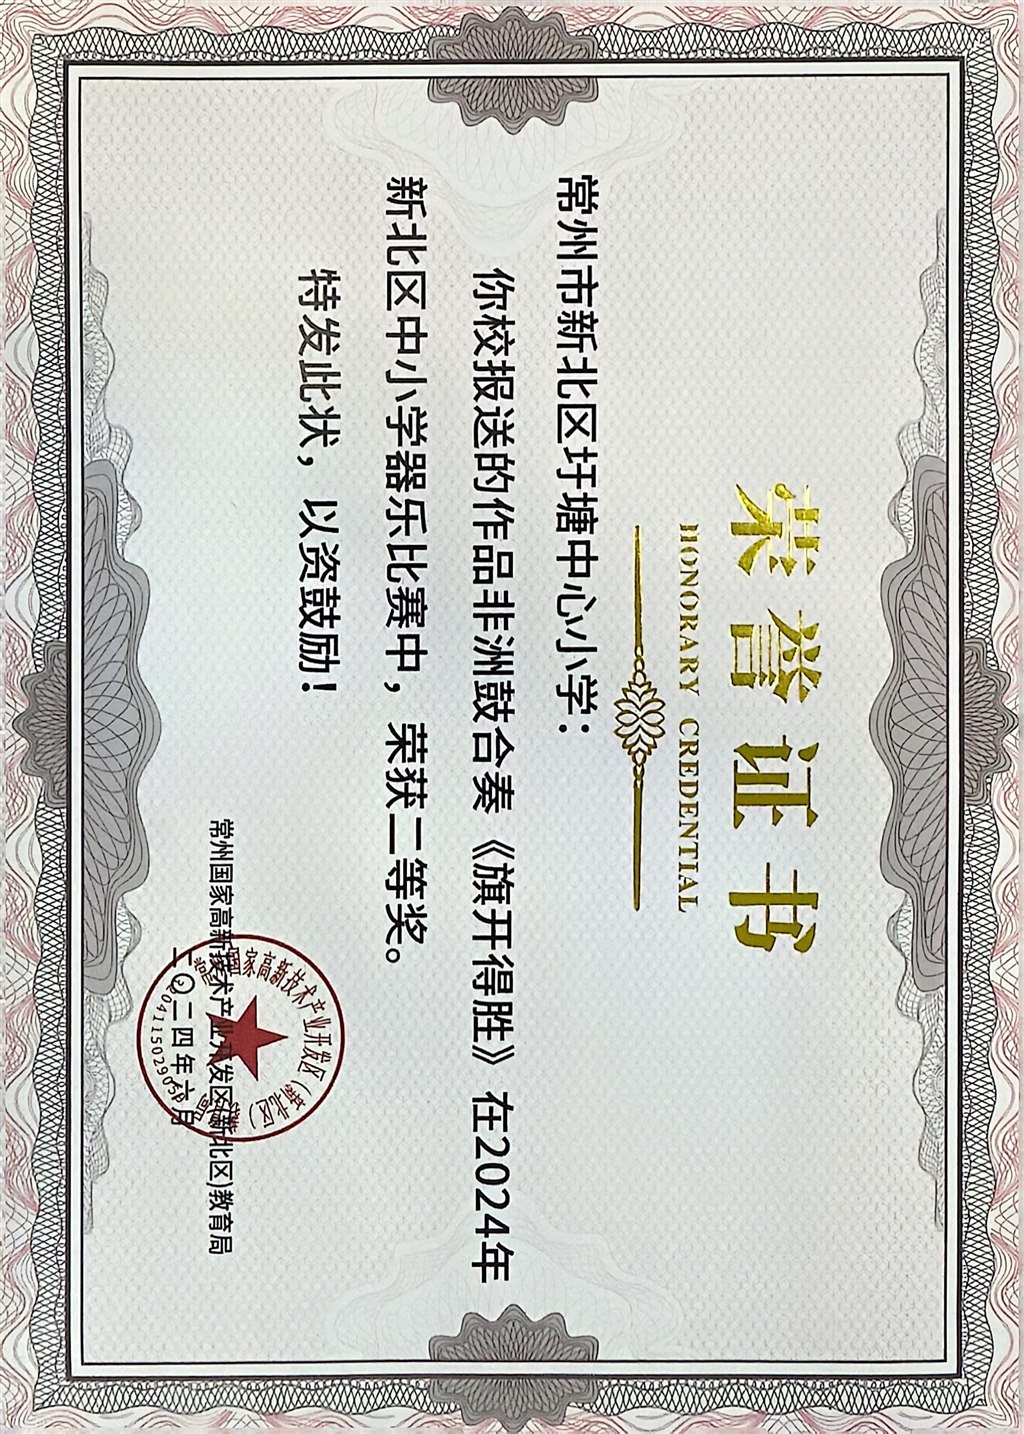 荣誉证书
HONORARY CREDENTIAL
常州市新北区圩塘中心小学：
你校报送的作品非洲鼓合奏《旗开得胜》在2024年
新北区中小学器乐比赛中，荣获二等奖。
特发此状，以资鼓励！
常州国家高新技术产业开发区(新北区)教育局
二〇二四年六月